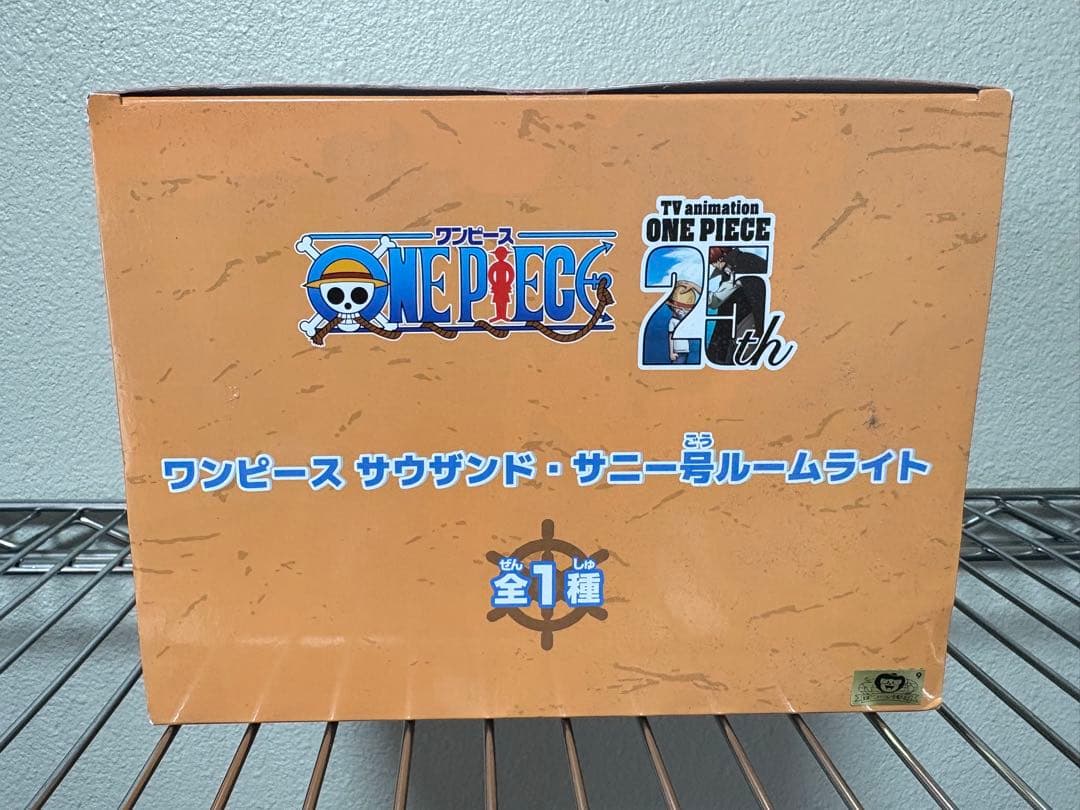 ワンピース
ONE PIECE
TV animation
ONE PIECE
25th
ワンピース サウザンド・サニー号ルームライト
ごう
全1種
ぜん しゅ